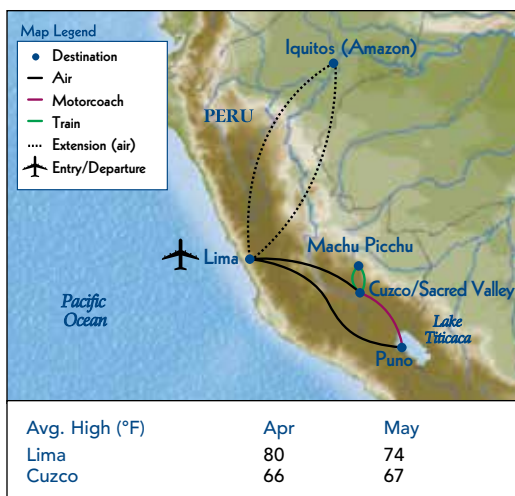 Map Legend
Destination
Air
Motorcoach
Train
Extension (air)
Entry/Departure
Iquitos (Amazon)
PERU
Lima
Machu Picchu
Cuzco/Sacred Valley
Pacific
Ocean
Lake
Titicaca
Puno
Avg. High (°F) Apr May
Lima 80 74
Cuzco 66 67